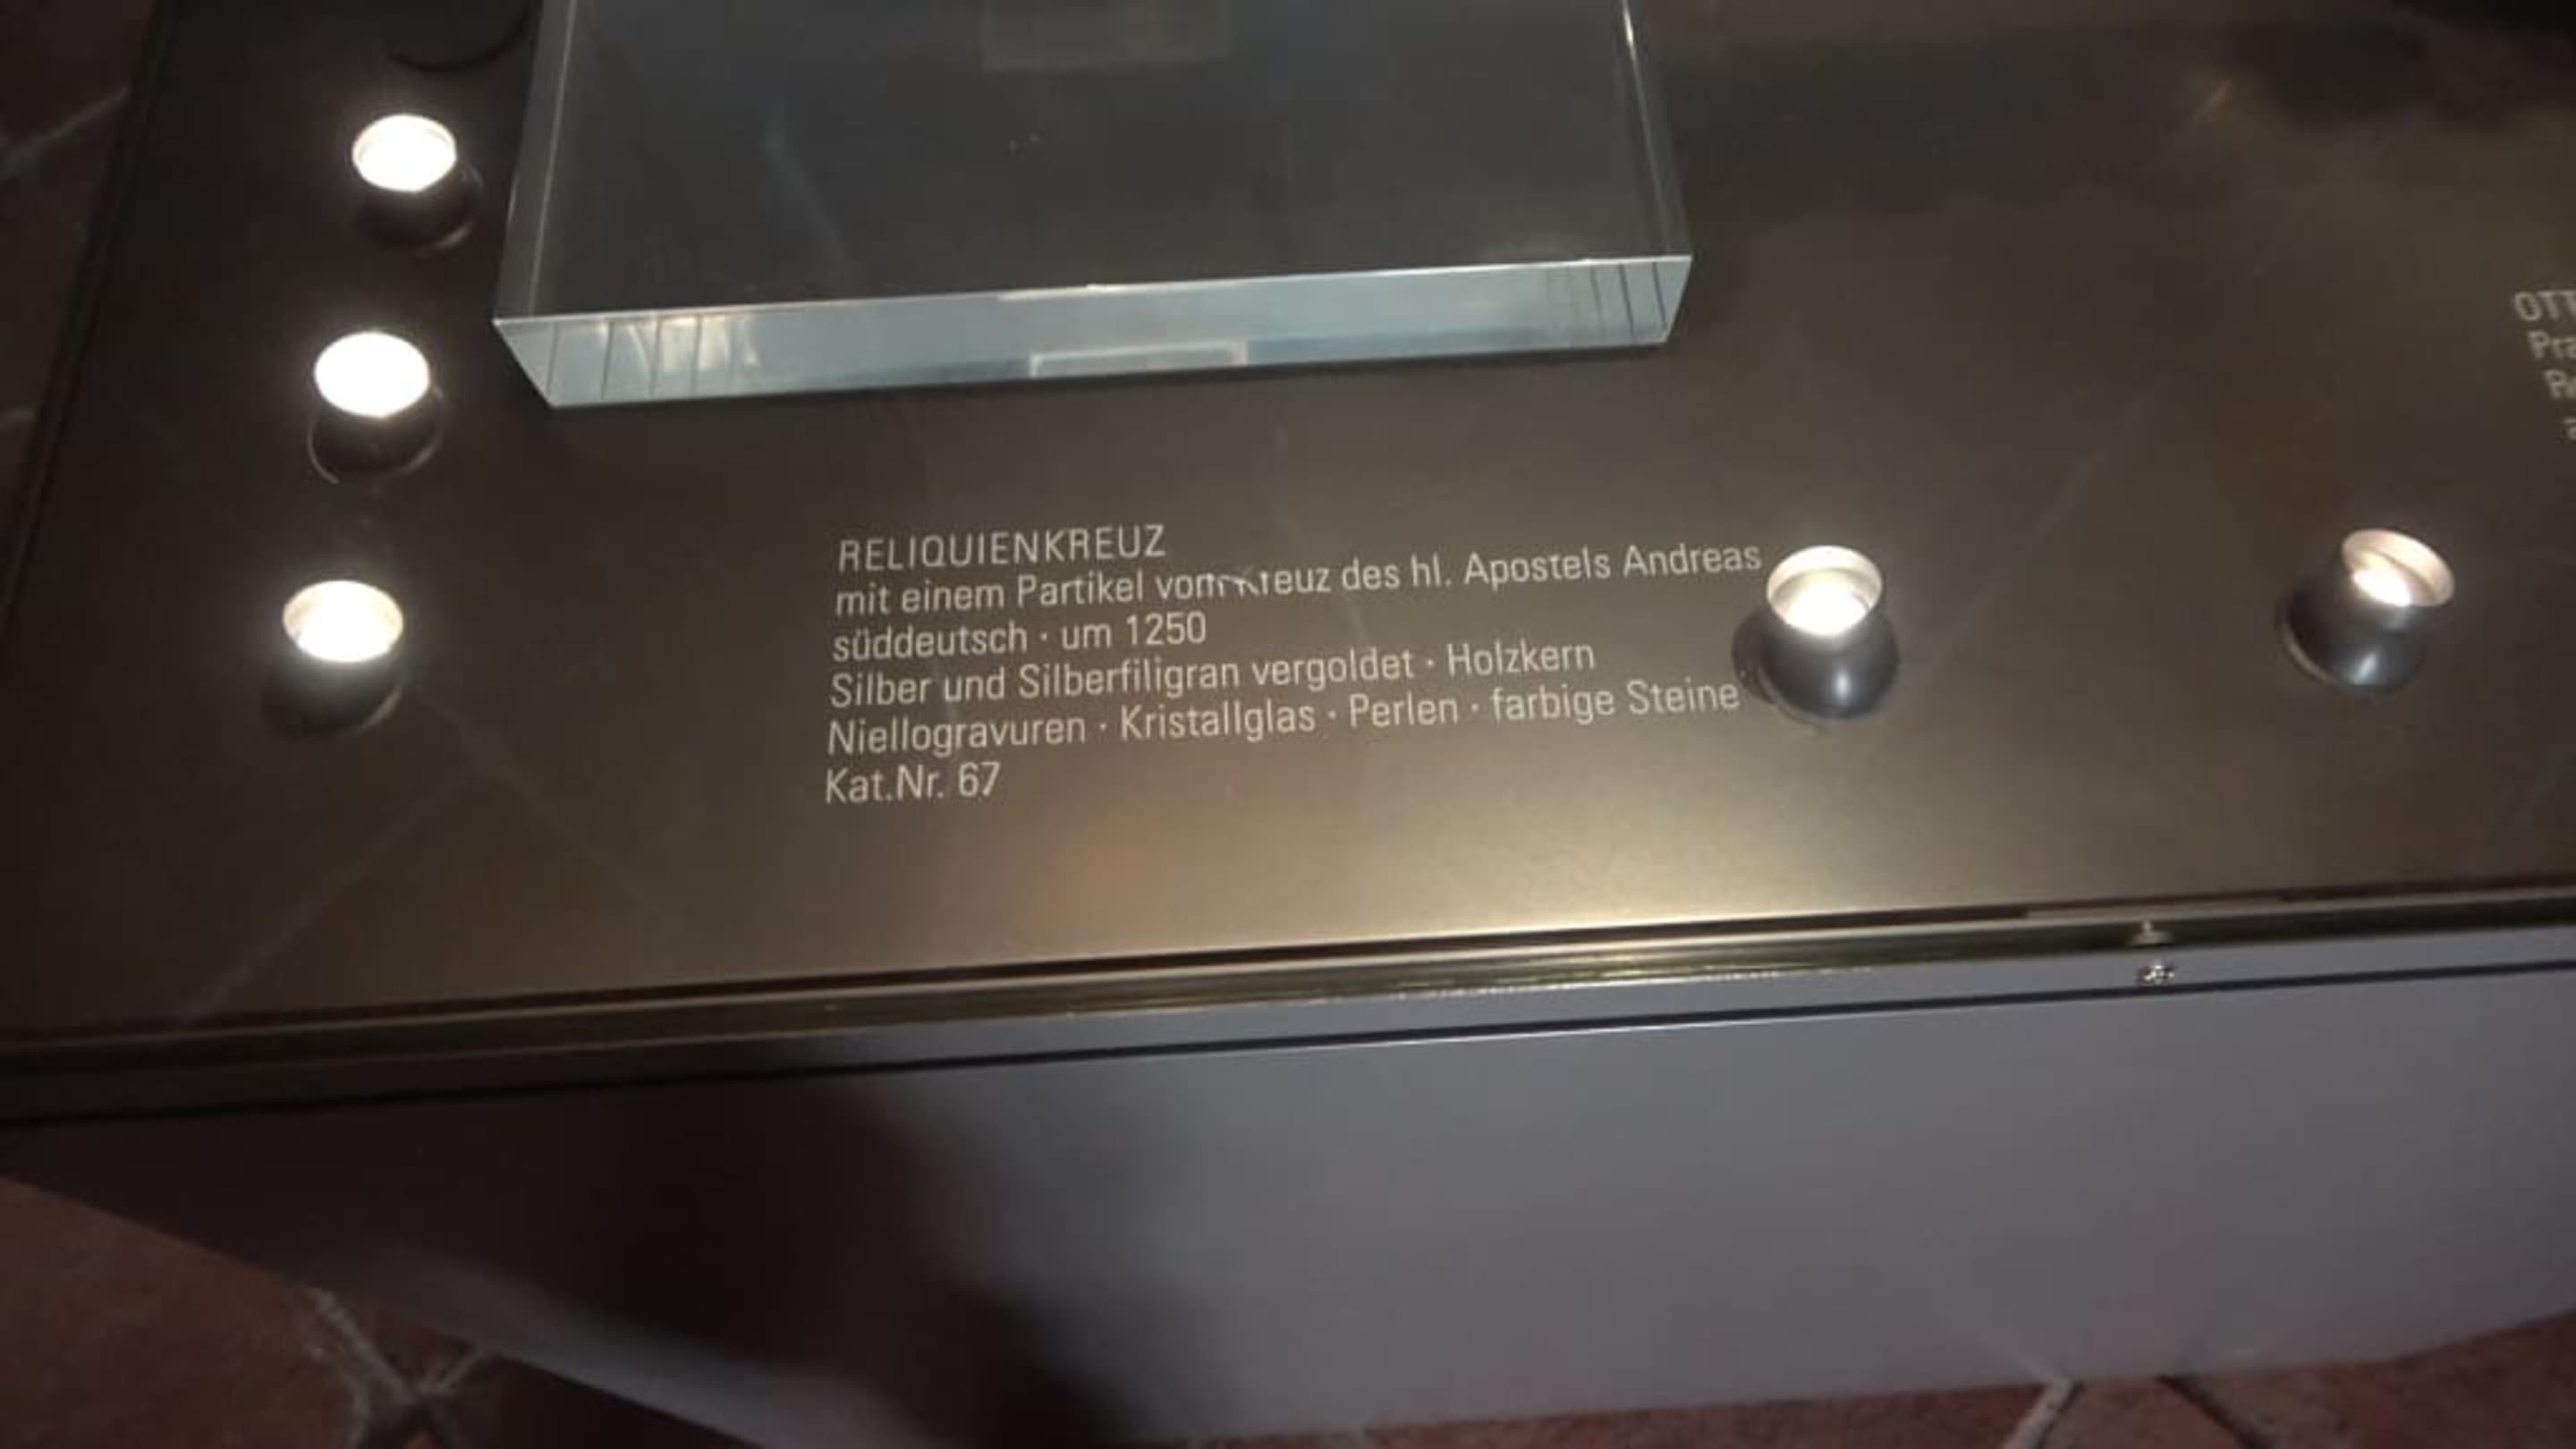 RELIQUIENKREUZ
mit einem Partikel vom Kreuz des hl. Apostels Andreas
süddeutsch · um 1250
Silber und Silberfiligran vergoldet · Holzkern
Niellogravuren · Kristallglas · Perlen · farbige Steine
Kat.Nr. 67